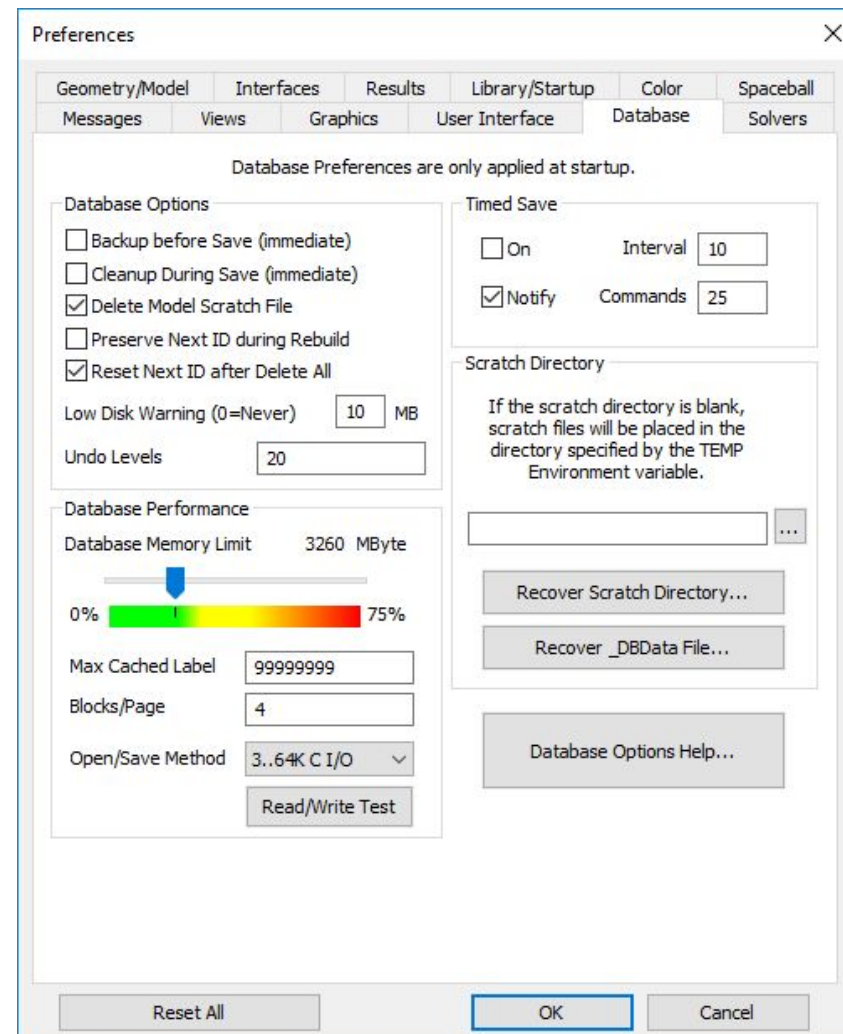 Preferences
Geometry/Model Interfaces Results Library/Startup Color Spaceball
Messages Views Graphics User Interface Database Solvers
Database Preferences are only applied at startup.
Database Options
Backup before Save (immediate)
Cleanup During Save (immediate)
Delete Model Scratch File
Preserve Next ID during Rebuild
Reset Next ID after Delete All
Low Disk Warning (0=Never) 10 MB
Undo Levels 20
Database Performance
Database Memory Limit 3260 MByte
0% 75%
Max Cached Label 99999999
Blocks/Page 4
Open/Save Method 3..64K C I/O
Read/Write Test
Timed Save
On Interval 10
Notify Commands 25
Scratch Directory
If the scratch directory is blank,
scratch files will be placed in the
directory specified by the TEMP
Environment variable.
...
Recover Scratch Directory...
Recover _DBData File...
Database Options Help...
Reset All OK Cancel